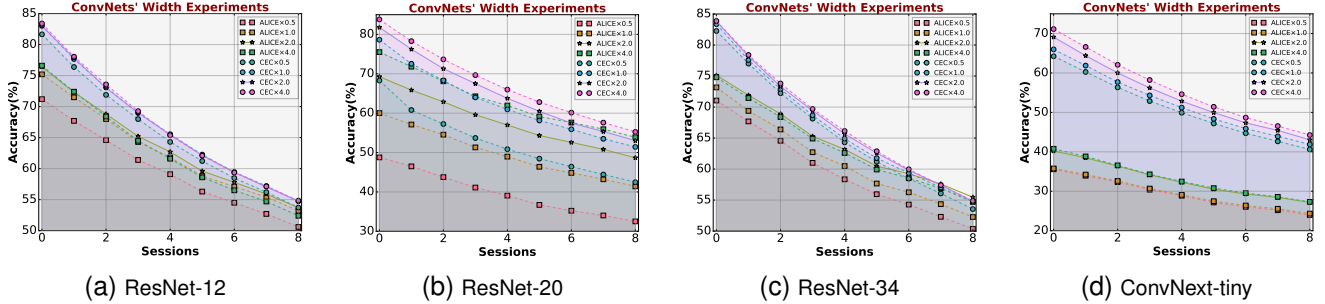 ConvNets' Width Experiments
Accuracy(%)
85
80
75
70
65
60
55
50
0 2 4 6 8
Sessions
ALICE×0.5
ALICE×1.0
ALICE×2.0
ALICE×4.0
CEC×0.5
CEC×1.0
CEC×2.0
CEC×4.0
(a) ResNet-12
ConvNets' Width Experiments
Accuracy(%)
80
70
60
50
40
30
0 2 4 6 8
Sessions
ALICE×0.5
ALICE×1.0
ALICE×2.0
ALICE×4.0
CEC×0.5
CEC×1.0
CEC×2.0
CEC×4.0
(b) ResNet-20
ConvNets' Width Experiments
Accuracy(%)
85
80
75
70
65
60
55
50
0 2 4 6 8
Sessions
ALICE×0.5
ALICE×1.0
ALICE×2.0
ALICE×4.0
CEC×0.5
CEC×1.0
CEC×2.0
CEC×4.0
(c) ResNet-34
ConvNets' Width Experiments
Accuracy(%)
70
60
50
40
30
20
0 2 4 6 8
Sessions
ALICE×0.5
ALICE×1.0
ALICE×2.0
ALICE×4.0
CEC×0.5
CEC×1.0
CEC×2.0
CEC×4.0
(d) ConvNext-tiny